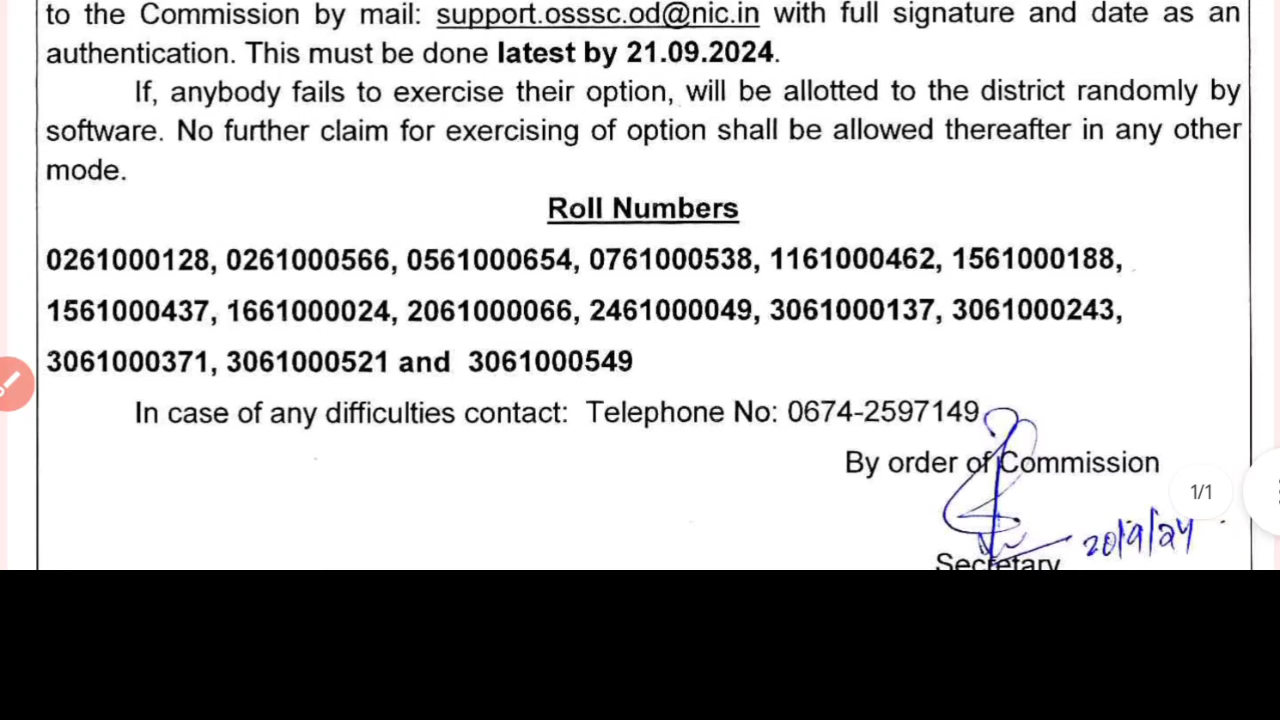 to the Commission by mail: support.osssc.od@nic.in with full signature and date as an
authentication. This must be done latest by 21.09.2024.
If, anybody fails to exercise their option, will be allotted to the district randomly by
software. No further claim for exercising of option shall be allowed thereafter in any other
mode.
Roll Numbers
0261000128, 0261000566, 0561000654, 0761000538, 1161000462, 1561000188,
1561000437, 1661000024, 2061000066, 2461000049, 3061000137, 3061000243,
3061000371, 3061000521 and 3061000549
In case of any difficulties contact: Telephone No: 0674-2597149
By order of Commission
1/1
20/9/24
Secretary